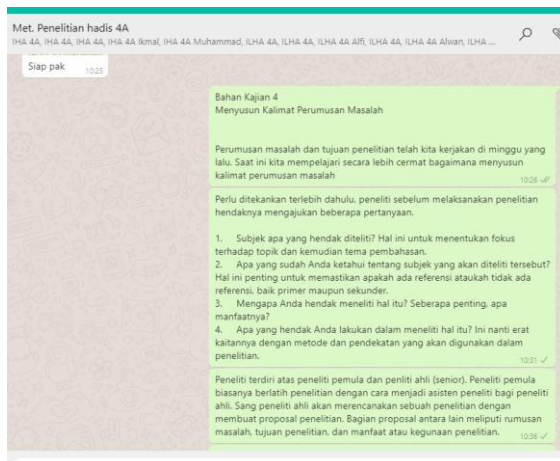 Met. Penelitian hadis 4A
IHA 4A, IHA 4A, IHA 4A, IHA 4A Ikmal, IHA 4A Muhammad, ILHA 4A, ILHA 4A, ILHA 4A Alfi, ILHA 4A, ILHA 4A Alwan, ILHA ...
Siap pak
10:25
Bahan Kajian 4
Menyusun Kalimat Perumusan Masalah
Perumusan masalah dan tujuan penelitian telah kita kerjakan di minggu yang
lalu. Saat ini kita mempelajari secara lebih cermat bagaimana menyusun
kalimat perumusan masalah
10:28
Perlu ditekankan terlebih dahulu, peneliti sebelum melaksanakan penelitian
hendaknya mengajukan beberapa pertanyaan.
1. Subjek apa yang hendak diteliti? Hal ini untuk menentukan fokus
terhadap topik dan kemudian tema pembahasan.
2. Apa yang sudah Anda ketahui tentang subjek yang akan diteliti tersebut?
Hal ini penting untuk memastikan apakah ada referensi ataukah tidak ada
referensi, baik primer maupun sekunder.
3. Mengapa Anda hendak meneliti hal itu? Seberapa penting, apa
manfaatnya?
4. Apa yang hendak Anda lakukan dalam meneliti hal itu? Ini nanti erat
kaitannya dengan metode dan pendekatan yang akan digunakan dalam
penelitian.
10:31
Peneliti terdiri atas peneliti pemula dan penliti ahli (senior). Peneliti pemula
biasanya berlatih penelitian dengan cara menjadi asisten peneliti bagi peneliti
ahli. Sang peneliti ahli akan merencanakan sebuah penelitian dengan
membuat proposal penelitian. Bagian proposal antara lain meliputi rumusan
masalah, tujuan penelitian, dan manfaat atau kegunaan penelitian.
10:36